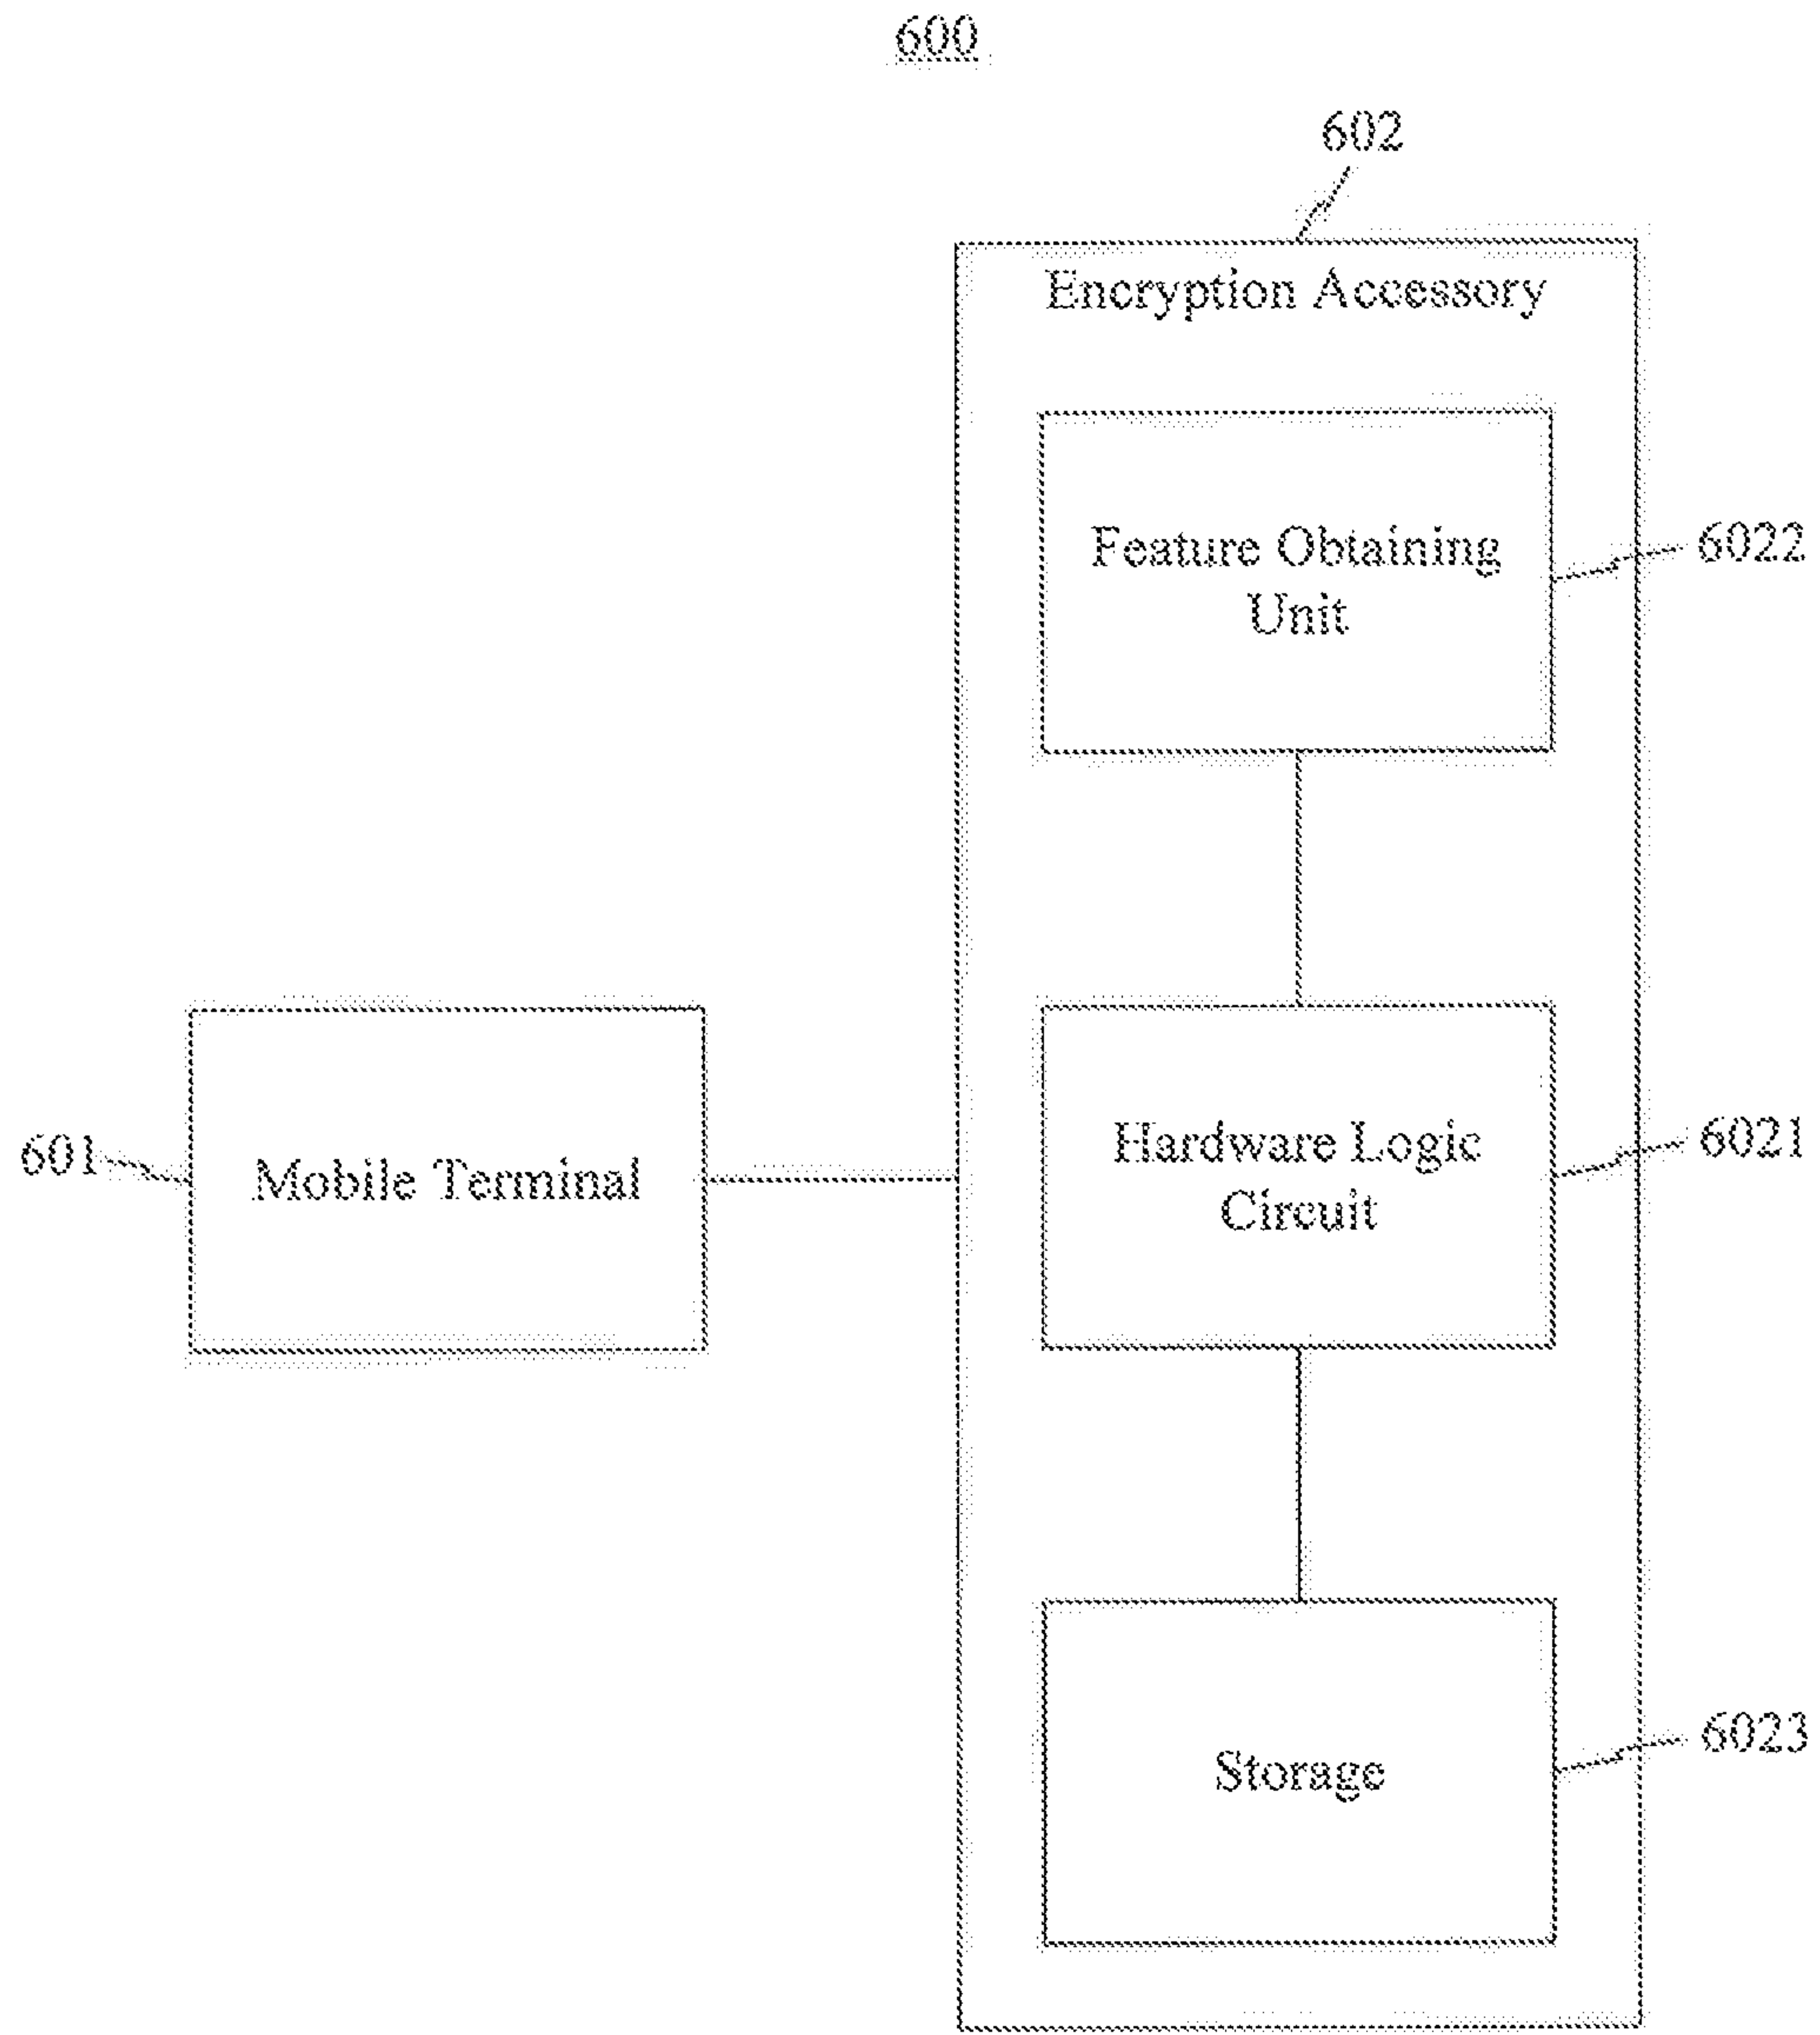 600
602
Encryption Accessory
Feature Obtaining
Unit
6022
601
Mobile Terminal
Hardware Logic
Circuit
6021
Storage
6023